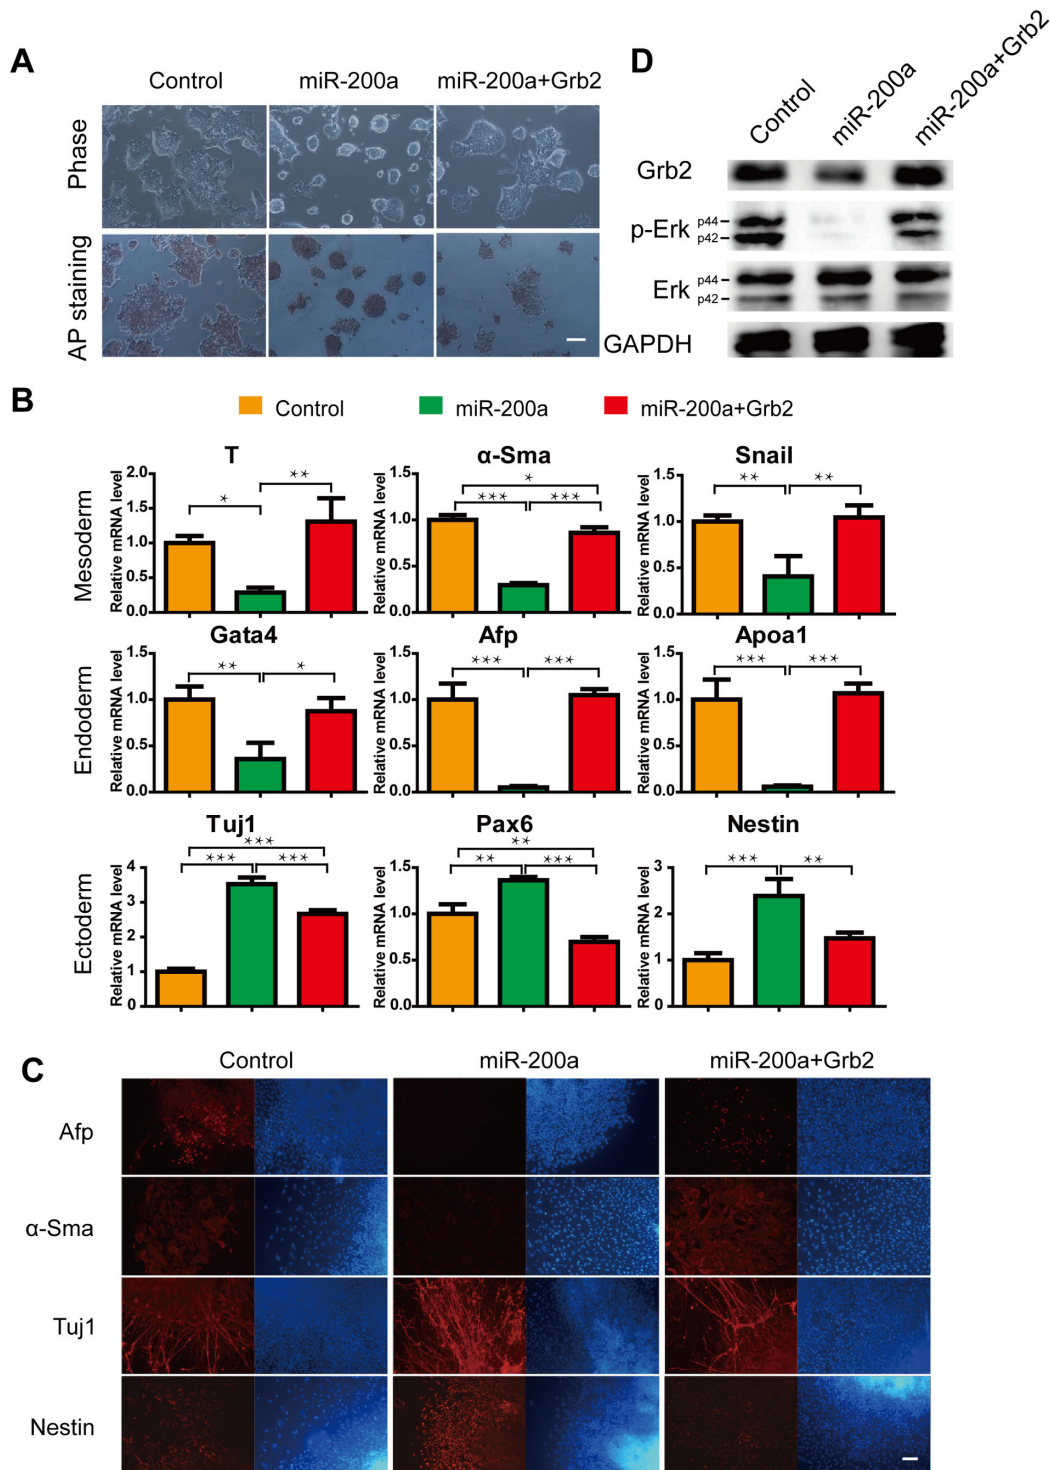 A
Control
miR-200a
miR-200a+Grb2
Phase
AP staining
D
Control
miR-200a
miR-200a+Grb2
Grb2
p-Erk
p44
p42
Erk
p44
p42
GAPDH
B
Control
miR-200a
miR-200a+Grb2
Mesoderm
T
Relative mRNA level
2.0
1.5
1.0
0.5
0.0
*
**
α-Sma
Relative mRNA level
1.5
1.0
0.5
0.0
*
***
***
Snail
Relative mRNA level
1.5
1.0
0.5
0.0
**
**
Endoderm
Gata4
Relative mRNA level
1.5
1.0
0.5
0.0
**
*
Afp
Relative mRNA level
1.5
1.0
0.5
0.0
***
***
Apoa1
Relative mRNA level
1.5
1.0
0.5
0.0
***
***
Ectoderm
Tuj1
Relative mRNA level
4
3
2
1
0
***
***
***
Pax6
Relative mRNA level
1.5
1.0
0.5
0.0
**
**
***
Nestin
Relative mRNA level
3
2
1
0
***
**
C
Control
miR-200a
miR-200a+Grb2
Afp
α-Sma
Tuj1
Nestin